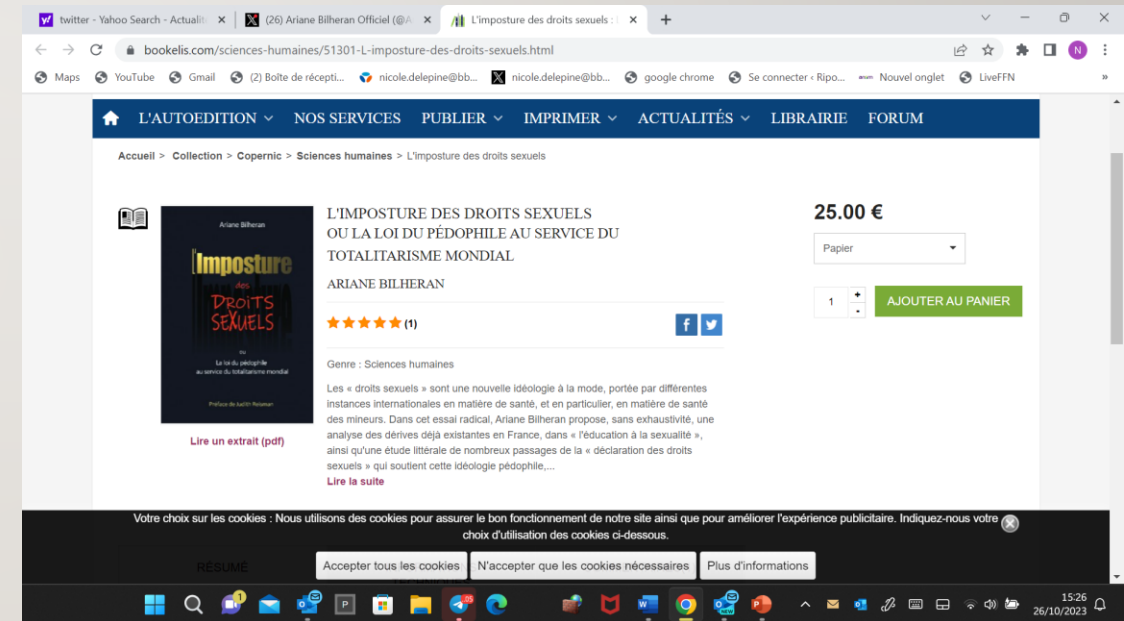 twitter - Yahoo Search - Actualit
(26) Ariane Bilheran Officiel (@A
L'imposture des droits sexuels :
bookelis.com/sciences-humaines/51301-L-imposture-des-droits-sexuels.html
N
Maps YouTube Gmail (2) Boîte de récepti... nicole.delepine@bb... nicole.delepine@bb... google chrome Se connecter ‹ Ripo... Nouvel onglet LiveFFN »
L'AUTOEDITION NOS SERVICES PUBLIER IMPRIMER ACTUALITÉS LIBRAIRIE FORUM
Accueil > Collection > Copernic > Sciences humaines > L'imposture des droits sexuels
Ariane Bilheran
l'Imposture
des
DROITS
SEXUELS
ou
La loi du pédophile
au service du totalitarisme mondial
Préface de Judith Reisman
Lire un extrait (pdf)
L'IMPOSTURE DES DROITS SEXUELS
OU LA LOI DU PÉDOPHILE AU SERVICE DU
TOTALITARISME MONDIAL
ARIANE BILHERAN
(1)
Genre : Sciences humaines
Les « droits sexuels » sont une nouvelle idéologie à la mode, portée par différentes
instances internationales en matière de santé, et en particulier, en matière de santé
des mineurs. Dans cet essai radical, Ariane Bilheran propose, sans exhaustivité, une
analyse des dérives déjà existantes en France, dans « l'éducation à la sexualité »,
ainsi qu'une étude littérale de nombreux passages de la « déclaration des droits
sexuels » qui soutient cette idéologie pédophile,...
Lire la suite
25.00 €
Papier
1 + -
AJOUTER AU PANIER
Votre choix sur les cookies : Nous utilisons des cookies pour assurer le bon fonctionnement de notre site ainsi que pour améliorer l'expérience publicitaire. Indiquez-nous votre
choix d'utilisation des cookies ci-dessous.
RÉSUMÉ
Accepter tous les cookies N'accepter que les cookies nécessaires Plus d'informations
15:26
26/10/2023